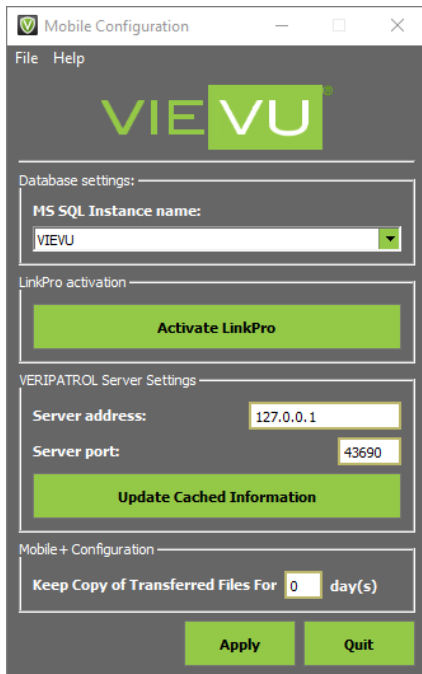 Mobile Configuration
File Help
VIEVU®
Database settings:
MS SQL Instance name:
VIEVU
LinkPro activation
Activate LinkPro
VERIPATROL Server Settings
Server address: 127.0.0.1
Server port: 43690
Update Cached Information
Mobile+ Configuration
Keep Copy of Transferred Files For 0 day(s)
Apply Quit